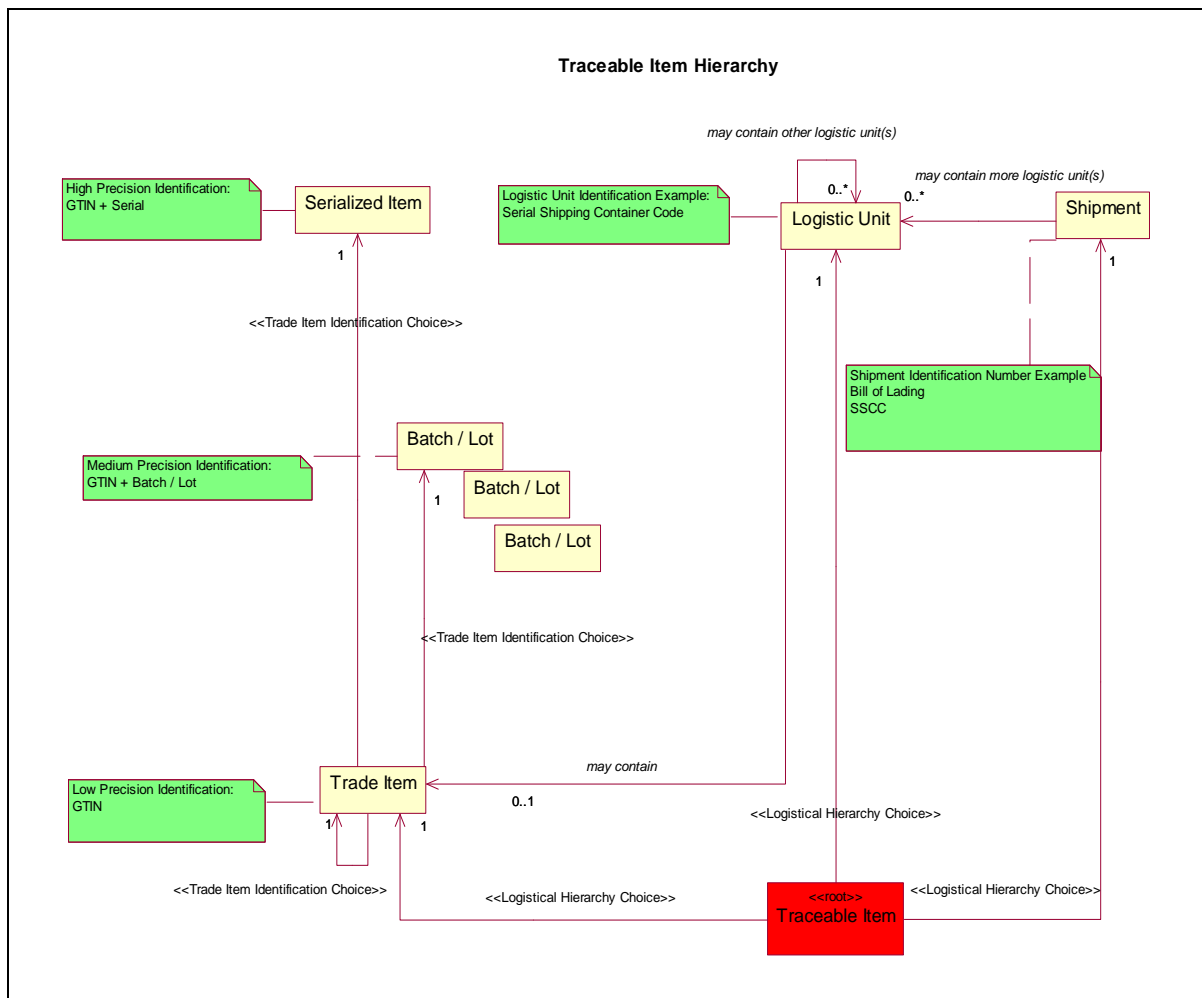 Traceable Item Hierarchy
may contain other logistic unit(s)
0..*
may contain more logistic unit(s)
0..*
High Precision Identification:
GTIN + Serial
Serialized Item
1
Logistic Unit Identification Example:
Serial Shipping Container Code
Logistic Unit
1
Shipment
1
<<Trade Item Identification Choice>>
Shipment Identification Number Example
Bill of Lading
SSCC
Medium Precision Identification:
GTIN + Batch / Lot
Batch / Lot
1
Batch / Lot
Batch / Lot
<<Trade Item Identification Choice>>
Low Precision Identification:
GTIN
Trade Item
1
1
may contain
0..1
<<Logistical Hierarchy Choice>>
<<Trade Item Identification Choice>>
<<Logistical Hierarchy Choice>>
<<root>>
Traceable Item
<<Logistical Hierarchy Choice>>